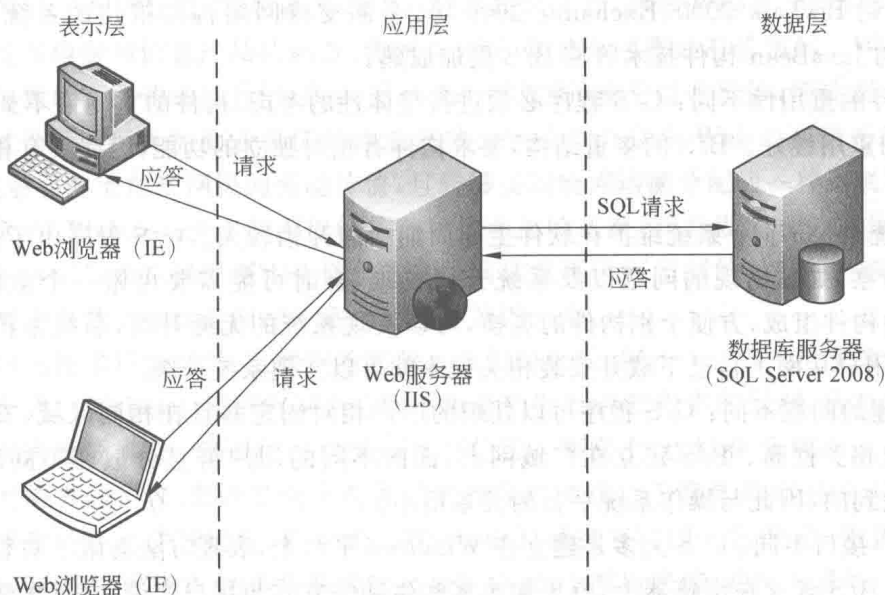 表示层
应用层
数据层
应答
请求
SQL请求
Web浏览器（IE）
应答
数据库服务器
（SQL Server 2008）
应答
请求
Web服务器
（IIS）
Web浏览器（IE）